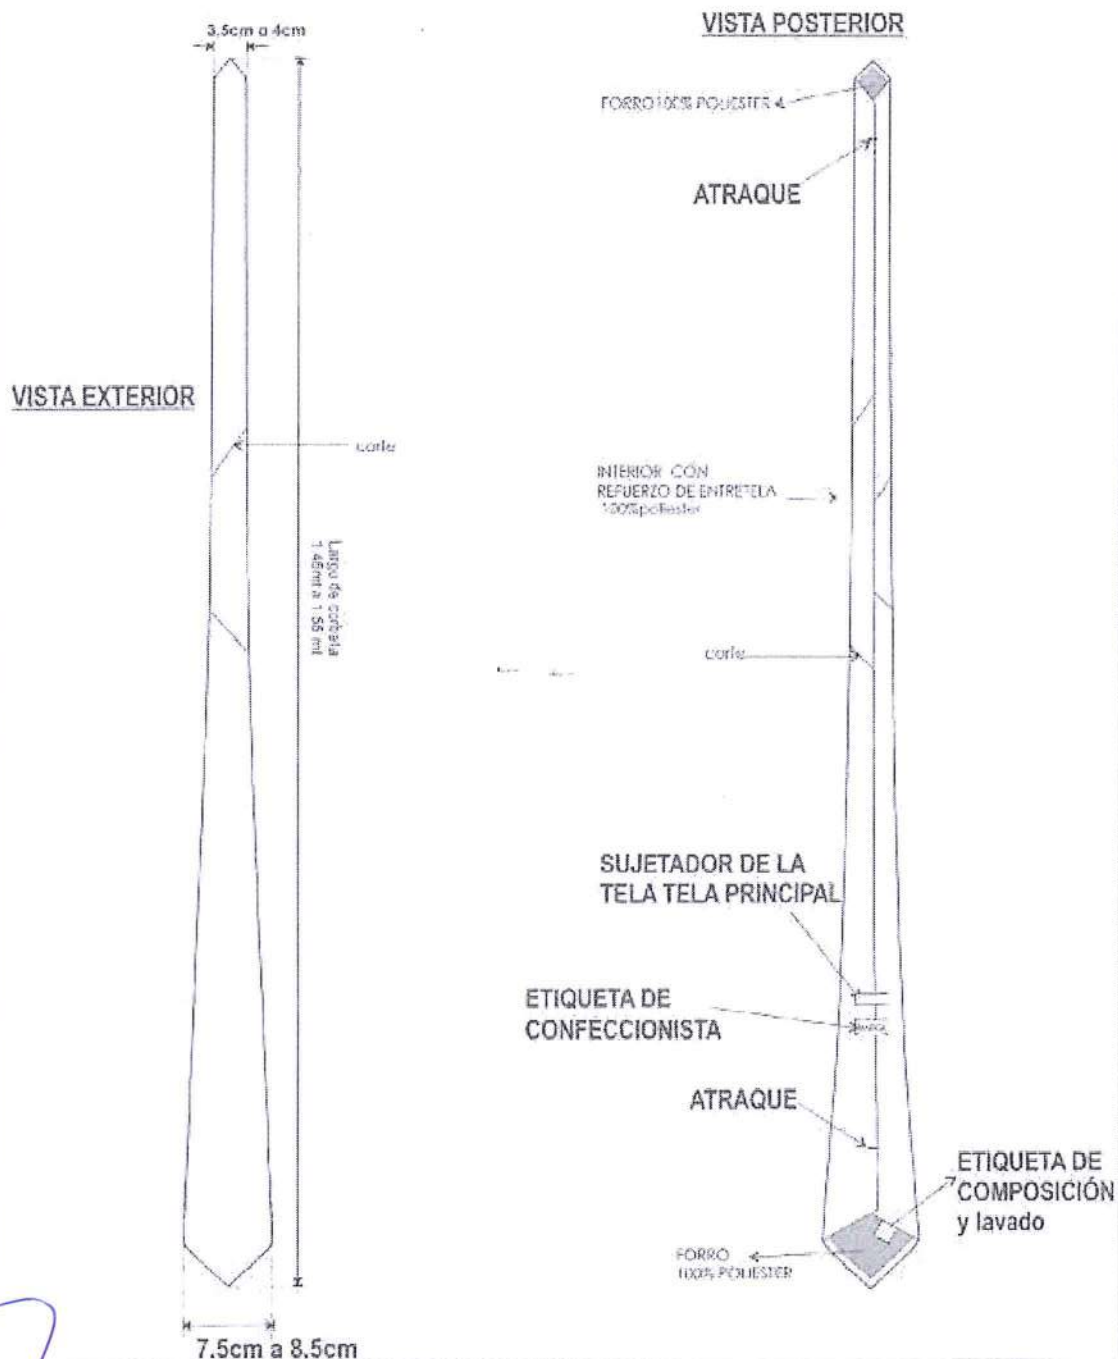 3.5cm a 4cm
VISTA EXTERIOR
corte
Largo de corbata
1.45mt a 1.55 mt
7.5cm a 8.5cm
VISTA POSTERIOR
FORRO 100% POLIESTER
ATRAQUE
INTERIOR CON
REFUERZO DE ENTRETELA
100%poliester
corte
SUJETADOR DE LA
TELA TELA PRINCIPAL
ETIQUETA DE
CONFECCIONISTA
ATRAQUE
ETIQUETA DE
COMPOSICIÓN
y lavado
FORRO
100% POLIESTER